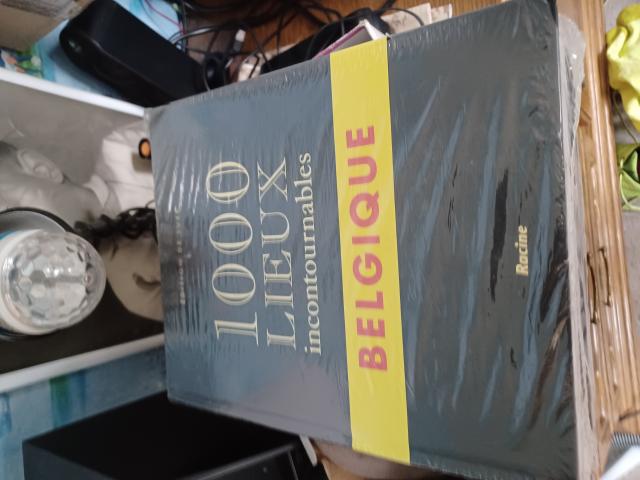 1000
LIEUX
incontournables
BELGIQUE
Racine